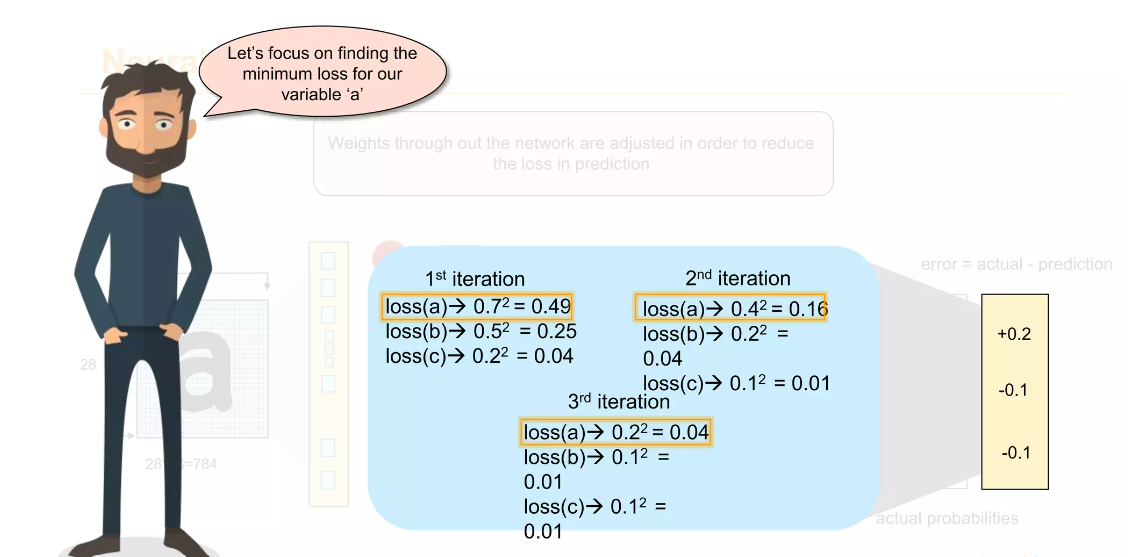 Let’s focus on finding the
minimum loss for our
variable ‘a’
Weights through out the network are adjusted in order to reduce
the loss in prediction
error = actual - prediction
1st iteration
loss(a)→ 0.7² = 0.49
loss(b)→ 0.5² = 0.25
loss(c)→ 0.2² = 0.04
2nd iteration
loss(a)→ 0.4² = 0.16
loss(b)→ 0.2² =
0.04
loss(c)→ 0.1² = 0.01
3rd iteration
loss(a)→ 0.2² = 0.04
loss(b)→ 0.1² =
0.01
loss(c)→ 0.1² =
0.01
+0.2
-0.1
-0.1
28
a
=784
actual probabilities